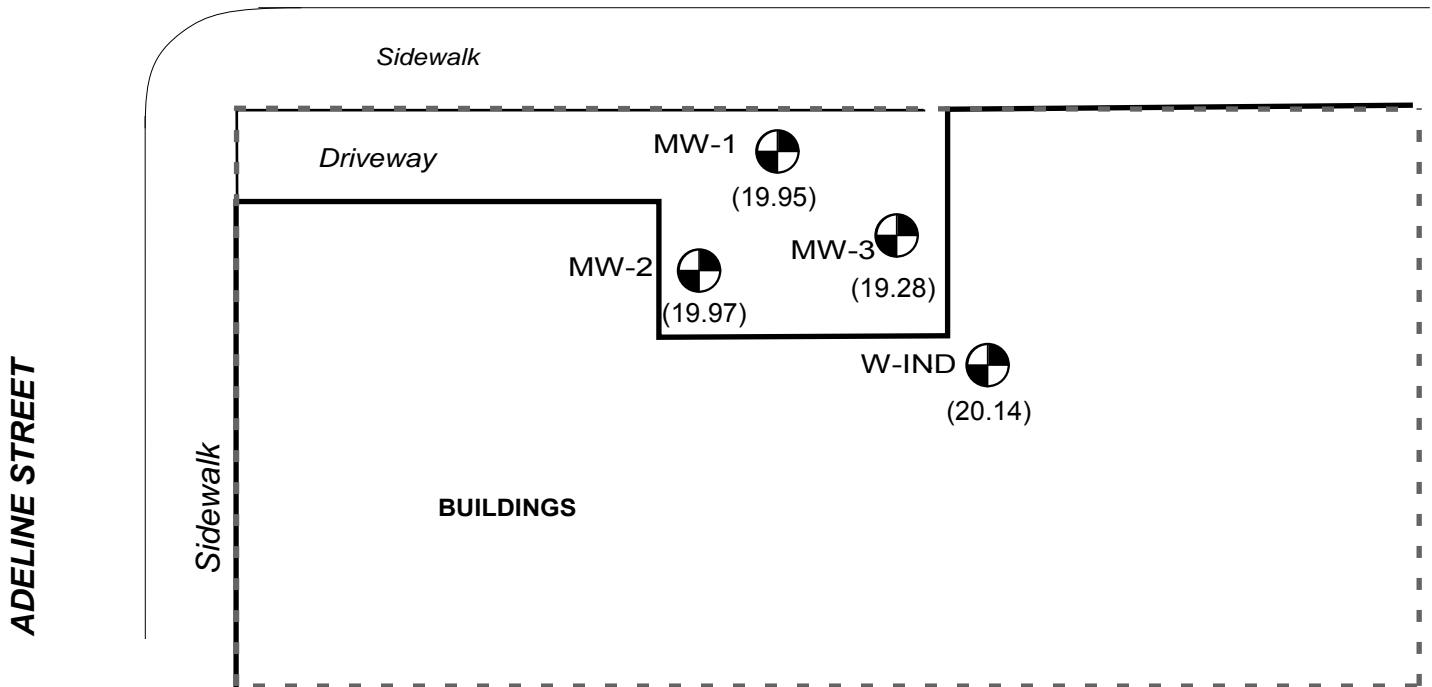 Sidewalk
MW-1
Driveway
(19.95)
MW-3
MW-2
(19.28)
(19.97)
W-IND
(20.14)
ADELINE STREET
Sidewalk
BUILDINGS